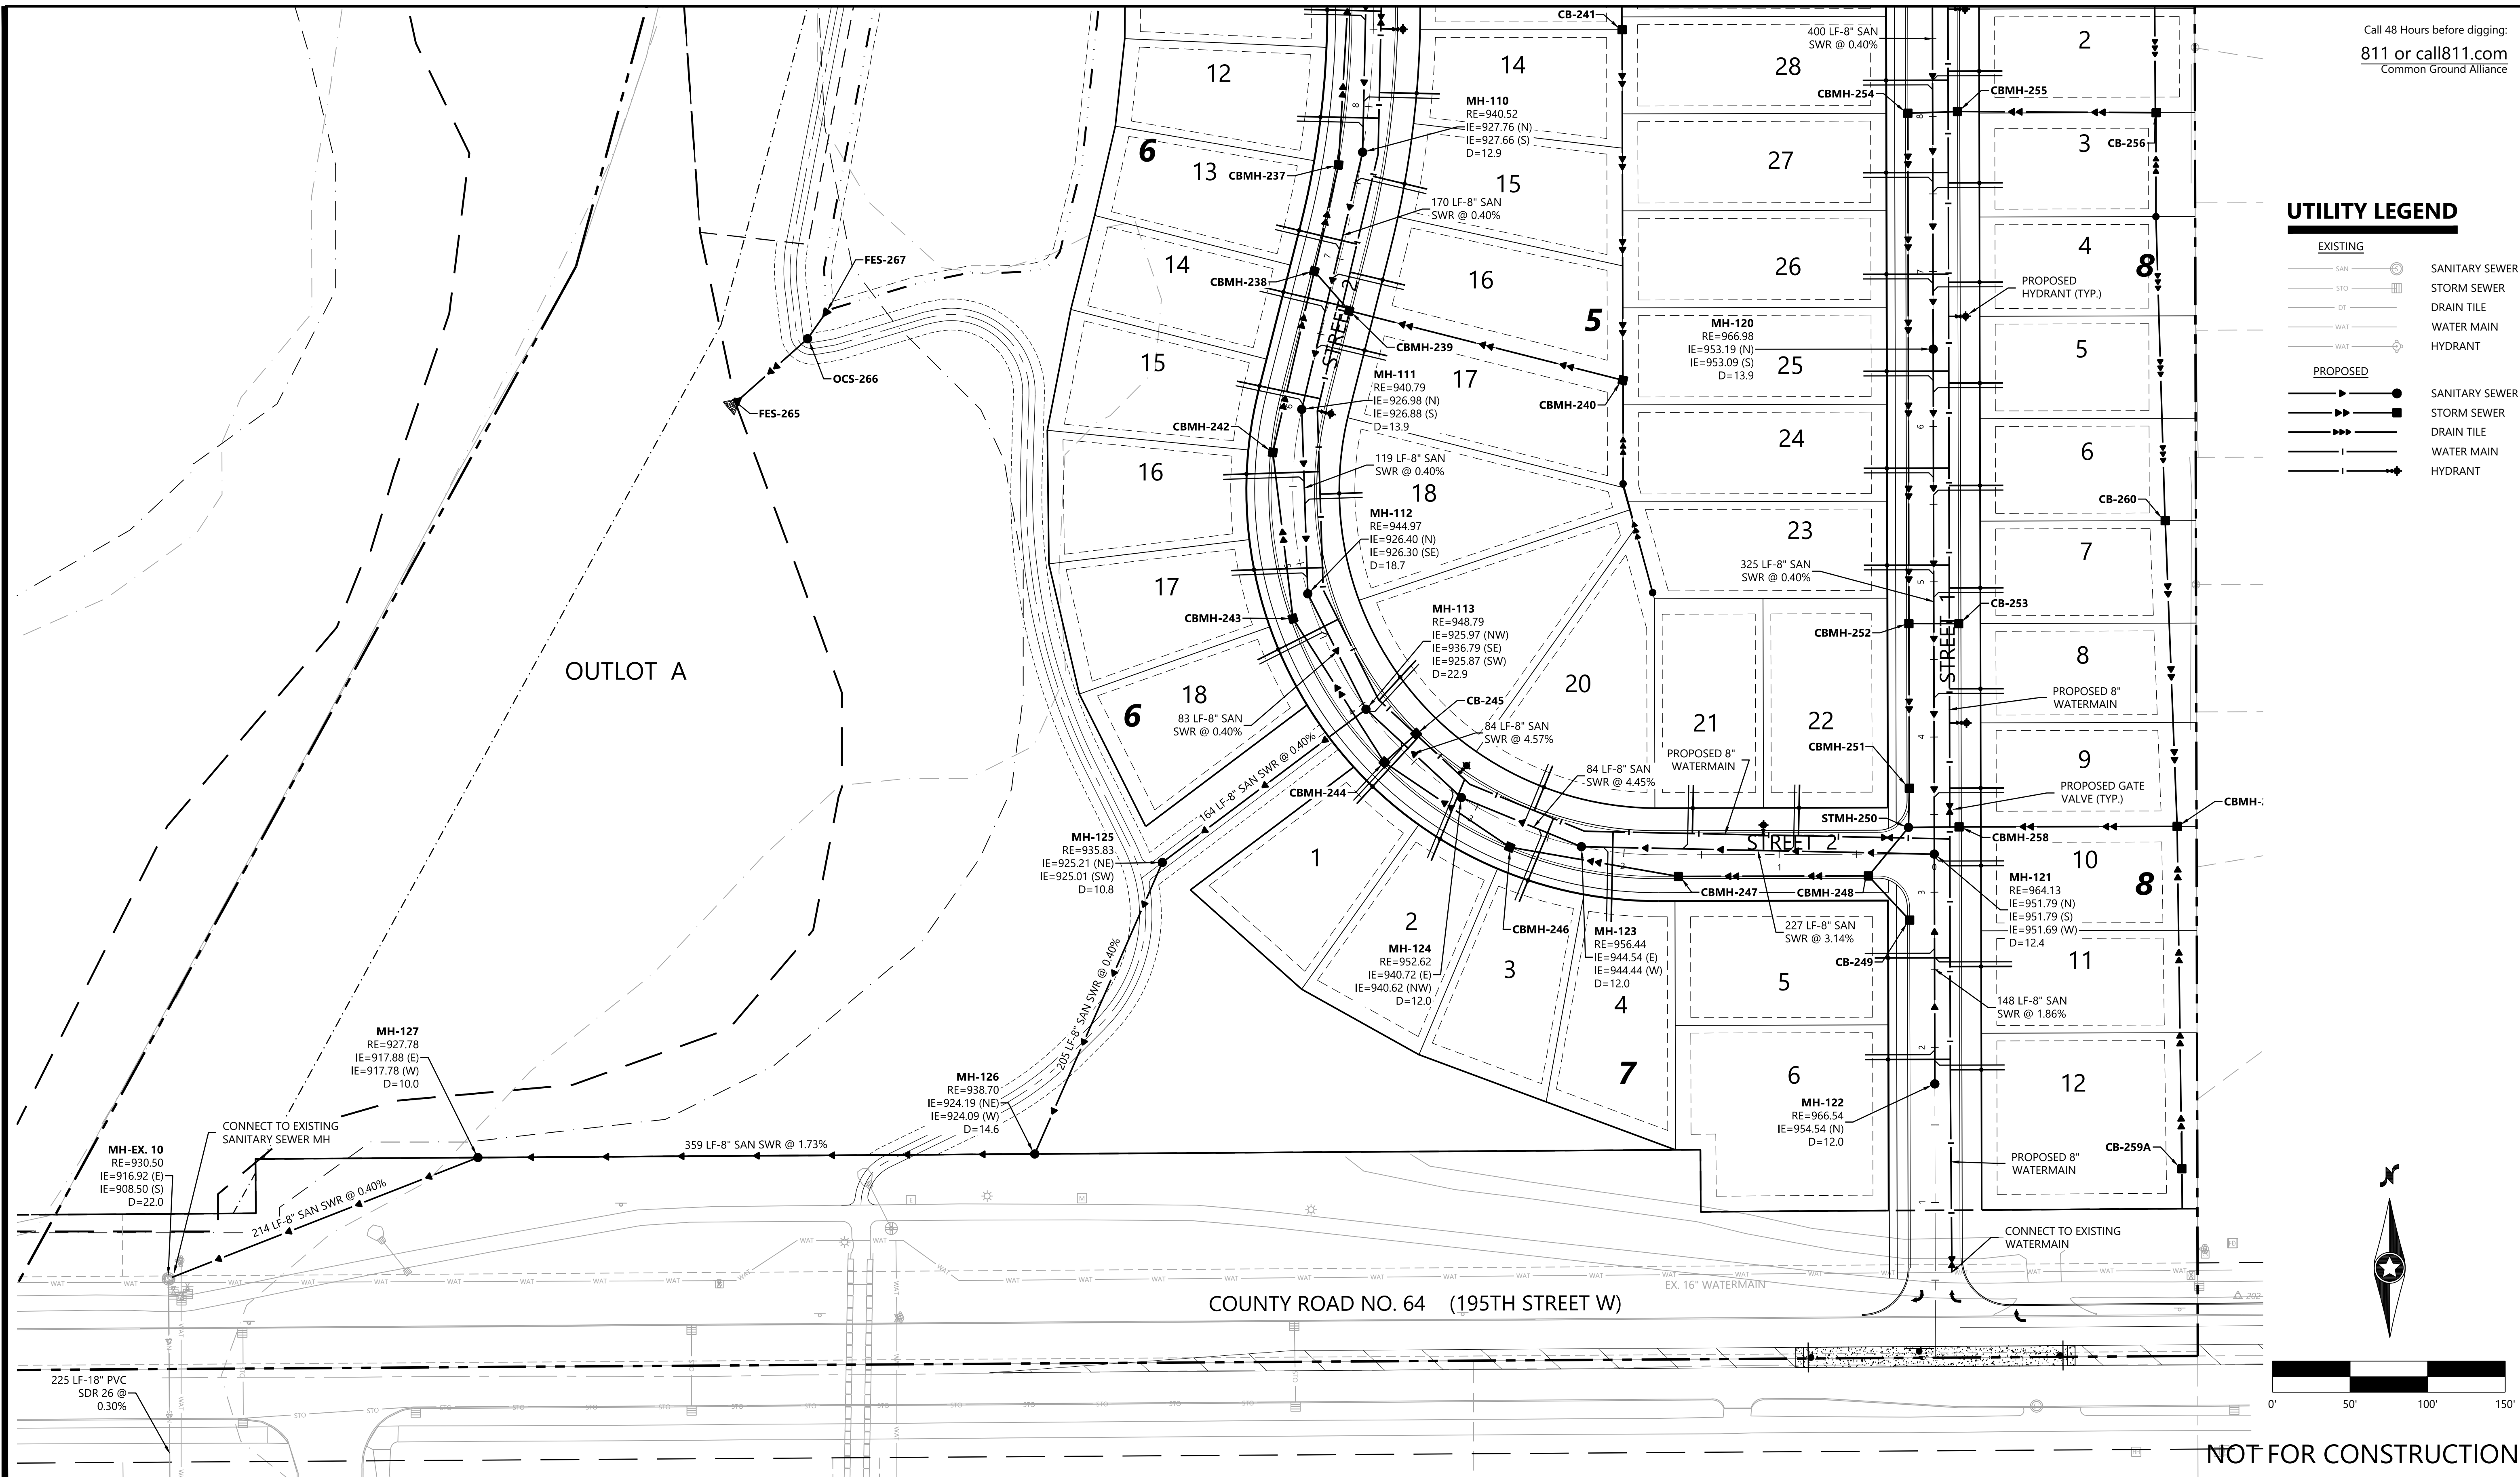 Call 48 Hours before digging:
811 or call811.com
Common Ground Alliance
UTILITY LEGEND
EXISTING
SAN
SANITARY SEWER
STO
STORM SEWER
DT
DRAIN TILE
WAT
WATER MAIN
WAT
HYDRANT
PROPOSED
SANITARY SEWER
STORM SEWER
DRAIN TILE
WATER MAIN
HYDRANT
CB-241
400 LF-8" SAN
SWR @ 0.40%
12
14
28
2
MH-110
RE=940.52
IE=927.76 (N)
IE=927.66 (S)
D=12.9
CBMH-254
CBMH-255
8
8
6
13
CBMH-237
15
27
3
CB-256
170 LF-8" SAN
SWR @ 0.40%
7
7
14
FES-267
CBMH-238
16
26
4
8
PROPOSED
HYDRANT (TYP.)
STREET 2
5
MH-120
RE=966.98
IE=953.19 (N)
IE=953.09 (S)
D=13.9
CBMH-239
15
17
25
5
OCS-266
FES-265
MH-111
RE=940.79
IE=926.98 (N)
IE=926.88 (S)
D=13.9
CBMH-240
6
6
CBMH-242
24
6
119 LF-8" SAN
SWR @ 0.40%
16
18
CB-260
MH-112
RE=944.97
IE=926.40 (N)
IE=926.30 (SE)
D=18.7
23
7
325 LF-8" SAN
SWR @ 0.40%
5
5
17
CBMH-243
MH-113
RE=948.79
IE=925.97 (NW)
IE=936.79 (SE)
IE=925.87 (SW)
D=22.9
CB-253
CBMH-252
STREET 1
8
OUTLOT A
20
18
6
83 LF-8" SAN
SWR @ 0.40%
CB-245
84 LF-8" SAN
SWR @ 4.57%
21
22
PROPOSED 8"
WATERMAIN
PROPOSED 8"
WATERMAIN
CBMH-251
4
9
164 LF-8" SAN SWR @ 0.40%
CBMH-244
84 LF-8" SAN
SWR @ 4.45%
PROPOSED GATE
VALVE (TYP.)
STMH-250
CBMH-258
STREET 2
3
2
1
0
MH-125
RE=935.83
IE=925.21 (NE)
IE=925.01 (SW)
D=10.8
1
10
8
CBMH-247
CBMH-248
3
MH-121
RE=964.13
IE=951.79 (N)
IE=951.79 (S)
IE=951.69 (W)
D=12.4
2
CBMH-246
MH-123
RE=956.44
IE=944.54 (E)
IE=944.44 (W)
D=12.0
227 LF-8" SAN
SWR @ 3.14%
MH-124
RE=952.62
IE=940.72 (E)
IE=940.62 (NW)
D=12.0
3
4
5
CB-249
11
148 LF-8" SAN
SWR @ 1.86%
205 LF-8" SAN SWR @ 0.40%
MH-127
RE=927.78
IE=917.88 (E)
IE=917.78 (W)
D=10.0
MH-126
RE=938.70
IE=924.19 (NE)
IE=924.09 (W)
D=14.6
7
2
6
12
MH-122
RE=966.54
IE=954.54 (N)
D=12.0
CONNECT TO EXISTING
SANITARY SEWER MH
MH-EX. 10
RE=930.50
IE=916.92 (E)
IE=908.50 (S)
D=22.0
359 LF-8" SAN SWR @ 1.73%
214 LF-8" SAN SWR @ 0.40%
PROPOSED 8"
WATERMAIN
CB-259A
1
CONNECT TO EXISTING
WATERMAIN
EX. 16" WATERMAIN
COUNTY ROAD NO. 64 (195TH STREET W)
225 LF-18" PVC
SDR 26 @
0.30%
N
0'
50'
100'
150'
NOT FOR CONSTRUCTION